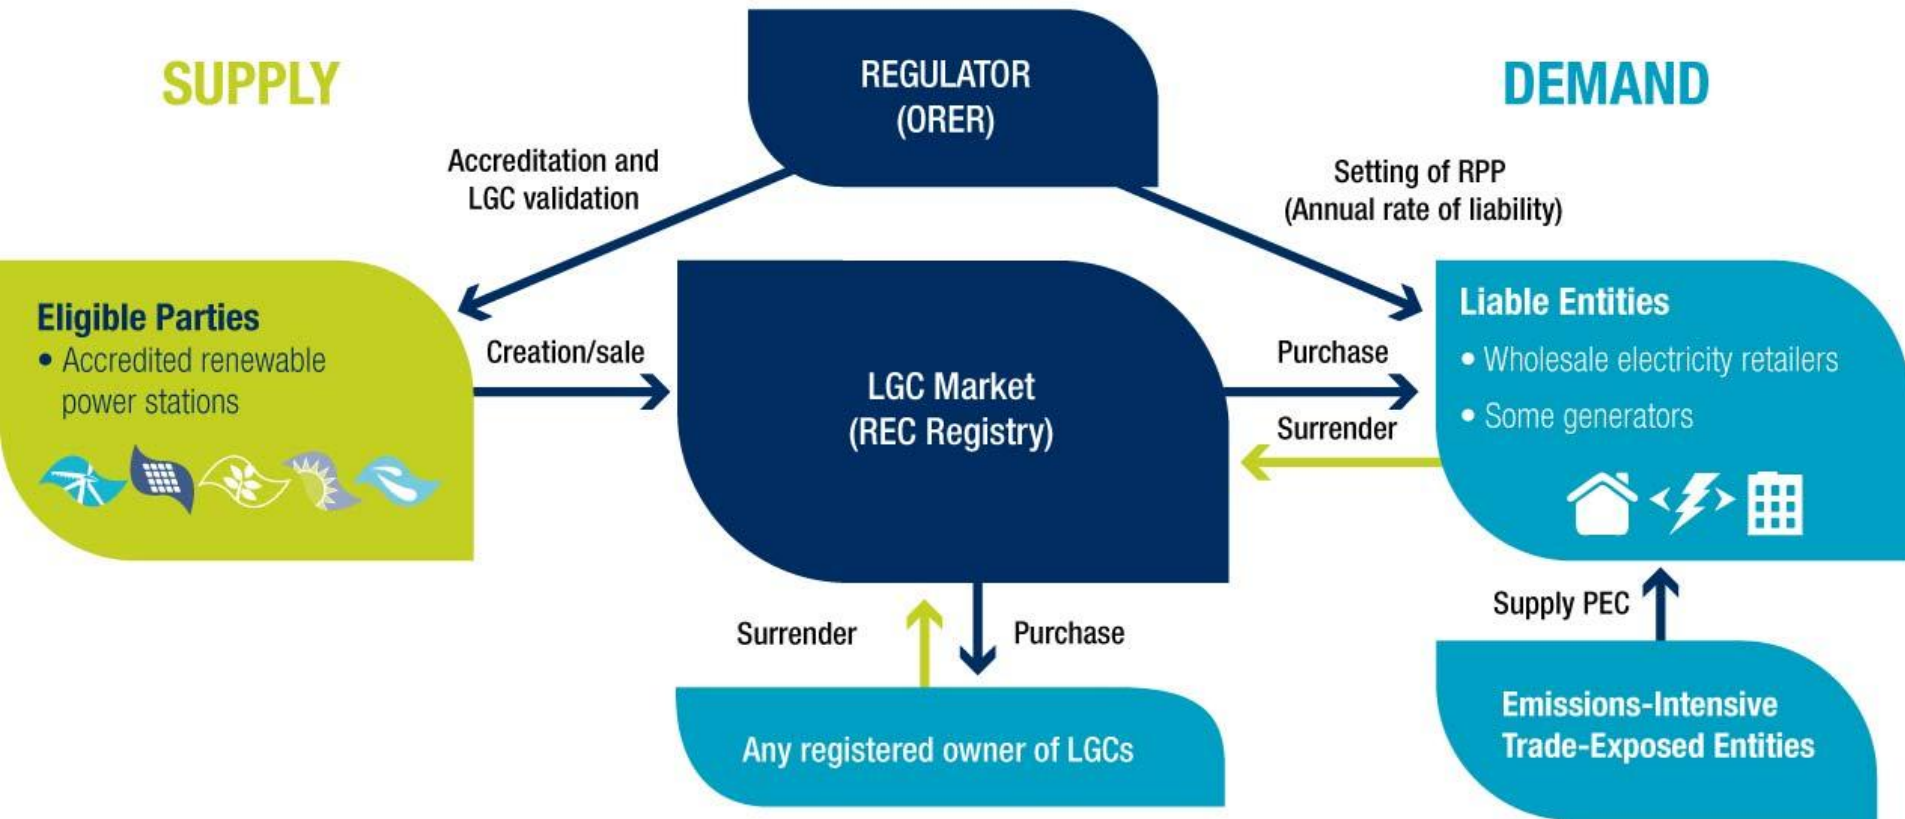 SUPPLY
REGULATOR
(ORER)
DEMAND
Accreditation and
LGC validation
Setting of RPP
(Annual rate of liability)
Eligible Parties
• Accredited renewable
power stations
Creation/sale
LGC Market
(REC Registry)
Purchase
Surrender
Liable Entities
• Wholesale electricity retailers
• Some generators
Surrender
Purchase
Any registered owner of LGCs
Supply PEC
Emissions-Intensive
Trade-Exposed Entities